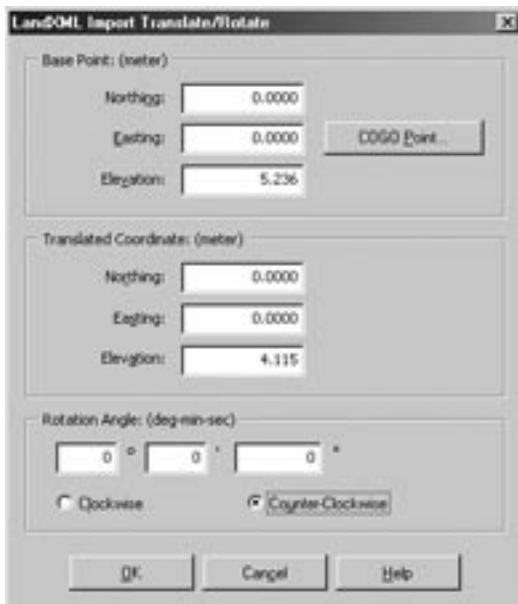 LandXML Import Translate/Rotate
Base Point: (meter)
Northing: 0.0000
Easting: 0.0000
COGO Point...
Elevation: 5.236
Translated Coordinate: (meter)
Northing: 0.0000
Easting: 0.0000
Elevation: 4.115
Rotation Angle: (deg-min-sec)
0 ° 0 ' 0 "
Clockwise Counter-Clockwise
OK Cancel Help